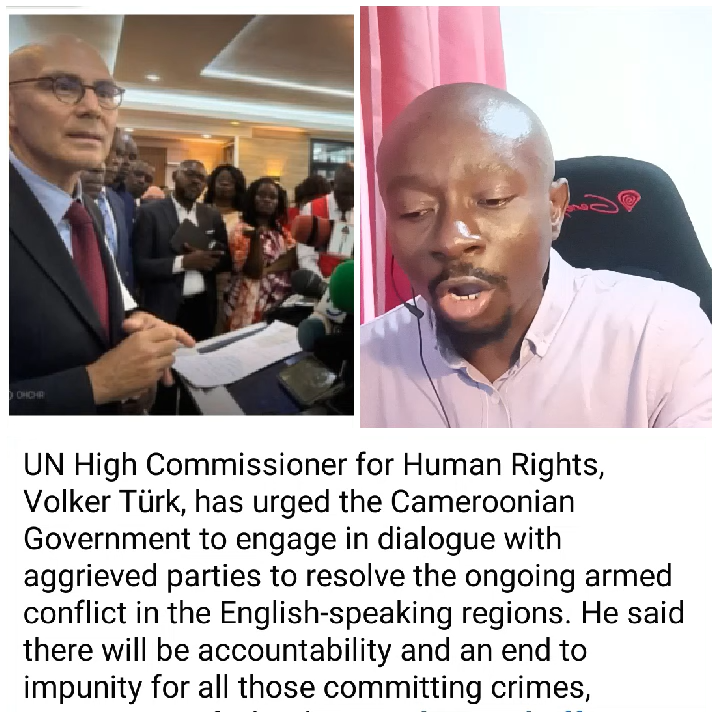 OHCHR
UN High Commissioner for Human Rights,
Volker Türk, has urged the Cameroonian
Government to engage in dialogue with
aggrieved parties to resolve the ongoing armed
conflict in the English-speaking regions. He said
there will be accountability and an end to
impunity for all those committing crimes,